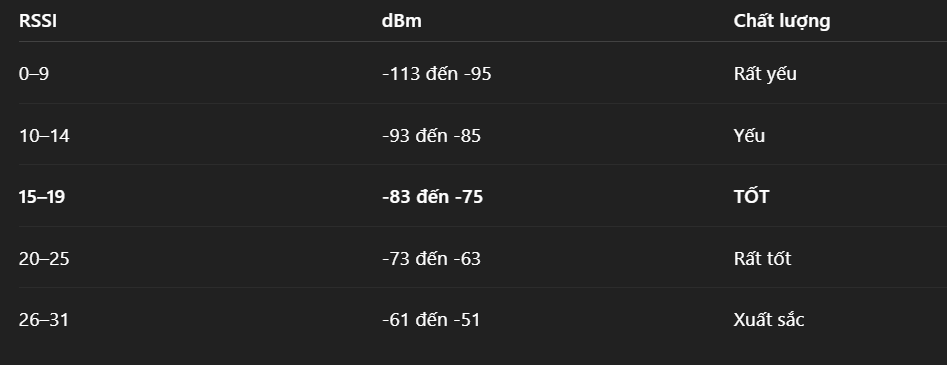 RSSI dBm Chất lượng
0–9 -113 đến -95 Rất yếu
10–14 -93 đến -85 Yếu
15–19 -83 đến -75 TỐT
20–25 -73 đến -63 Rất tốt
26–31 -61 đến -51 Xuất sắc